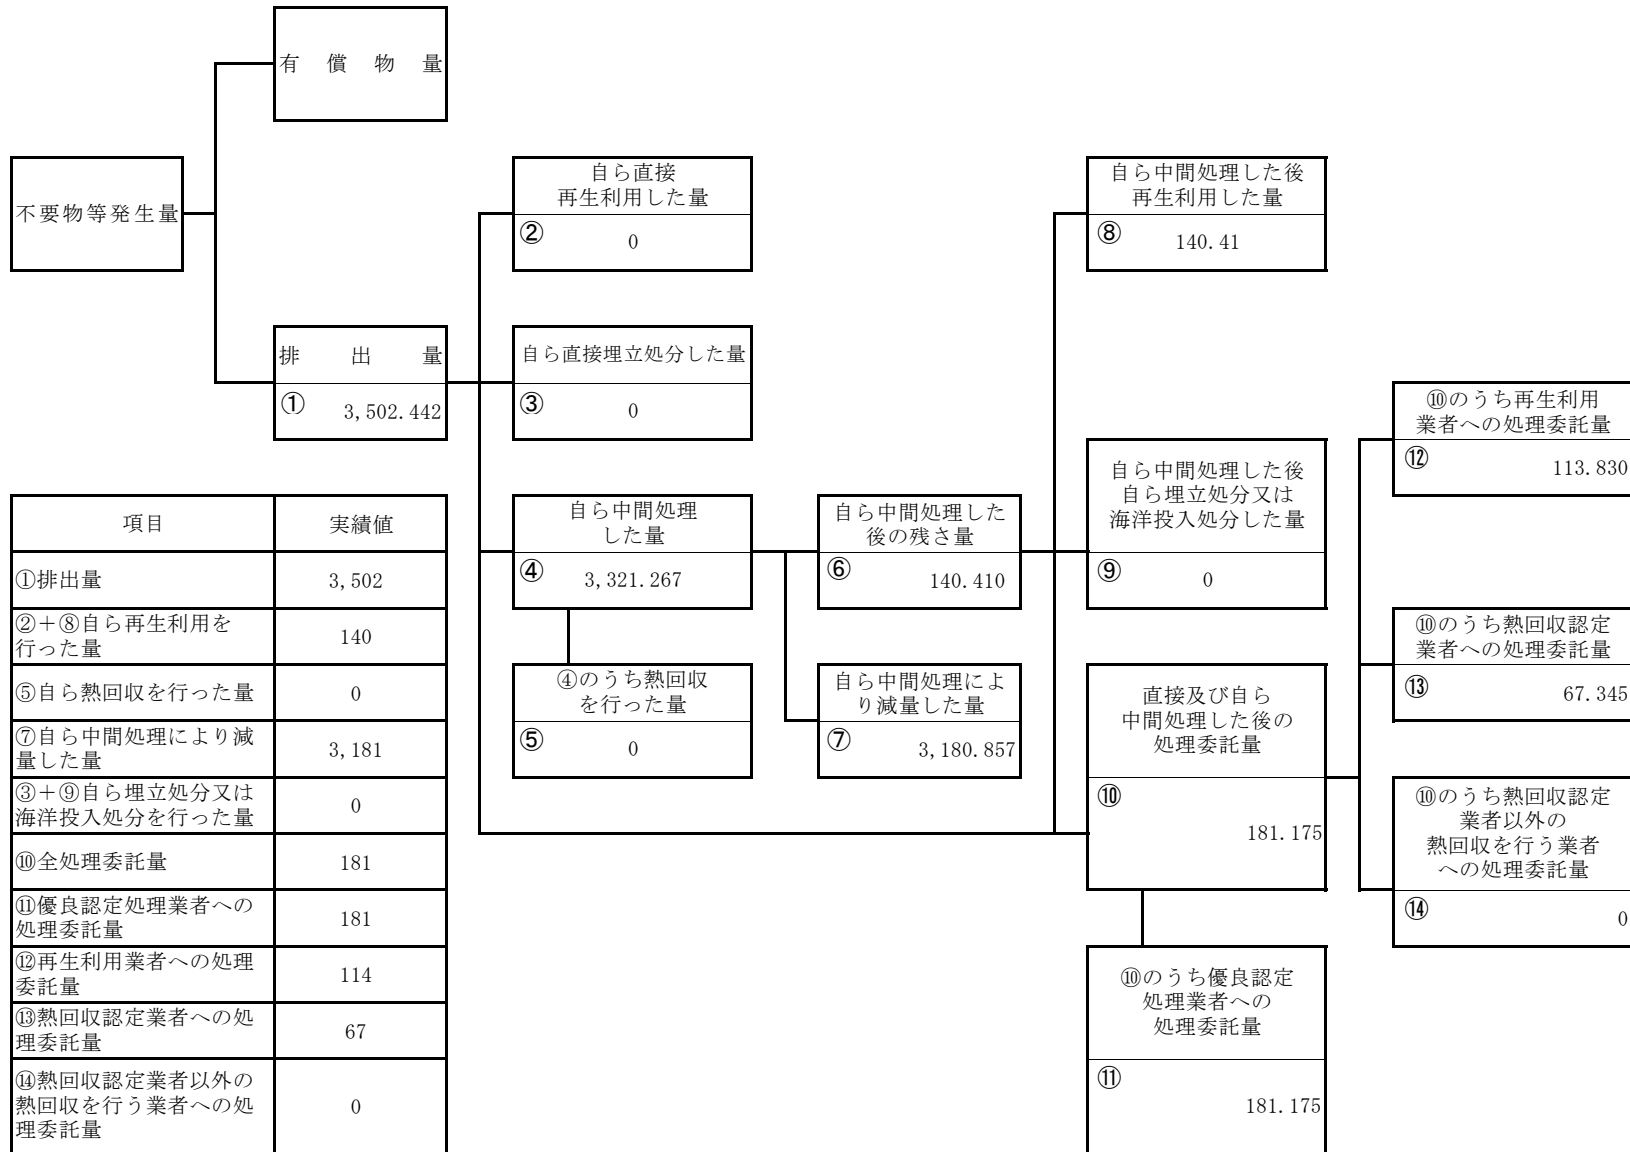 有償物量
不要物等発生量
排出量
① 3,502.442
自ら直接
再生利用した量
② 0
自ら直接埋立処分した量
③ 0
自ら中間処理
した量
④ 3,321.267
④のうち熱回収
を行った量
⑤ 0
自ら中間処理した
後の残さ量
⑥ 140.410
自ら中間処理によ
り減量した量
⑦ 3,180.857
自ら中間処理した後
再生利用した量
⑧ 140.41
自ら中間処理した後
自ら埋立処分又は
海洋投入処分した量
⑨ 0
直接及び自ら
中間処理した後の
処理委託量
⑩
181.175
⑩のうち優良認定
処理業者への
処理委託量
⑪
181.175
⑩のうち再生利用
業者への処理委託量
⑫ 113.830
⑩のうち熱回収認定
業者への処理委託量
⑬ 67.345
⑩のうち熱回収認定
業者以外の
熱回収を行う業者
への処理委託量
⑭ 0
項目 実績値
①排出量 3,502
②+⑧自ら再生利用を
行った量 140
⑤自ら熱回収を行った量 0
⑦自ら中間処理により減
量した量 3,181
③+⑨自ら埋立処分又は
海洋投入処分を行った量 0
⑩全処理委託量 181
⑪優良認定処理業者への
処理委託量 181
⑫再生利用業者への処理
委託量 114
⑬熱回収認定業者への処
理委託量 67
⑭熱回収認定業者以外の
熱回収を行う業者への処
理委託量 0